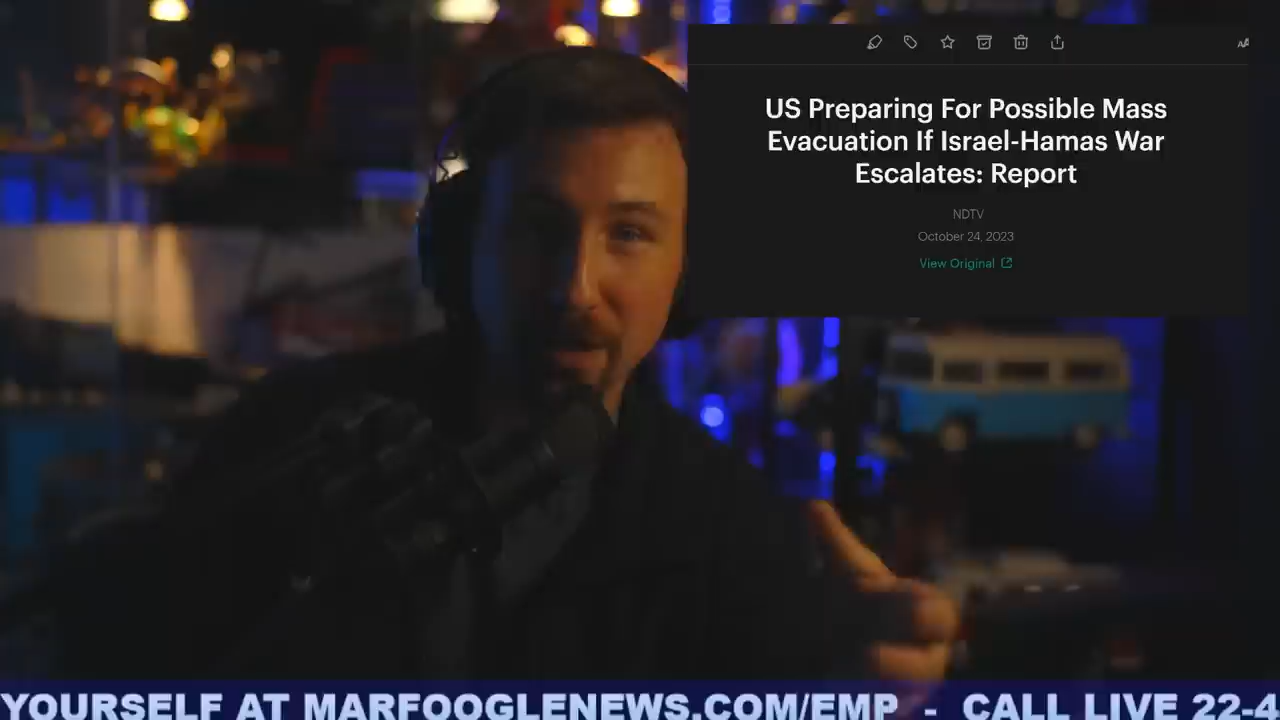 US Preparing For Possible Mass
Evacuation If Israel-Hamas War
Escalates: Report
NDTV
October 24, 2023
View Original
YOURSELF AT MARFOOGLENEWS.COM/EMP - CALL LIVE 22-4